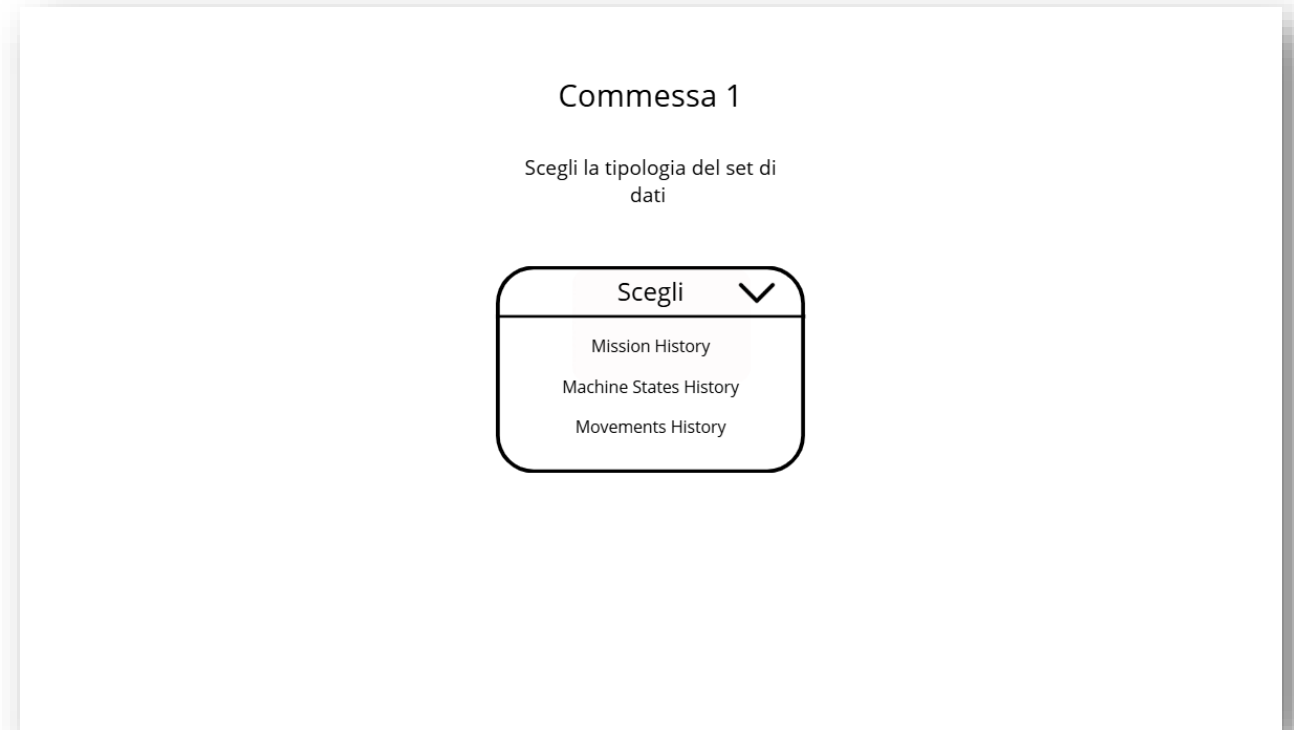 Commessa 1
Scegli la tipologia del set di
dati
Scegli
Mission History
Machine States History
Movements History